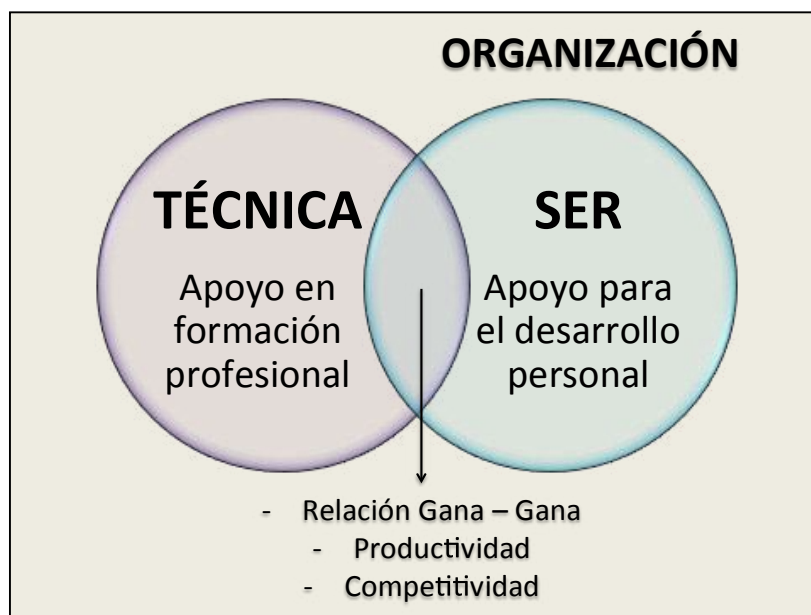 ORGANIZACIÓN
TÉCNICA
Apoyo en
formación
profesional
SER
Apoyo para
el desarrollo
personal
- Relación Gana – Gana
- Productividad
- Competitividad